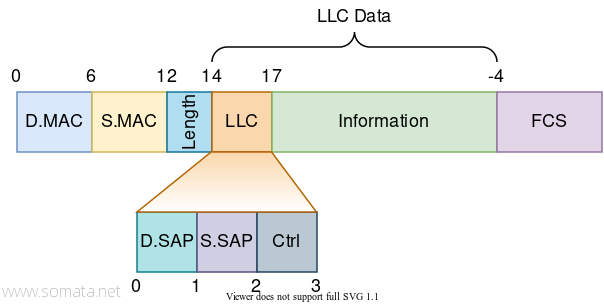 LLC Data
0 6 12 14 17 -4
D.MAC S.MAC Length LLC Information FCS
D.SAP S.SAP Ctrl
0 1 2 3
www.somata.net
Viewer does not support full SVG 1.1